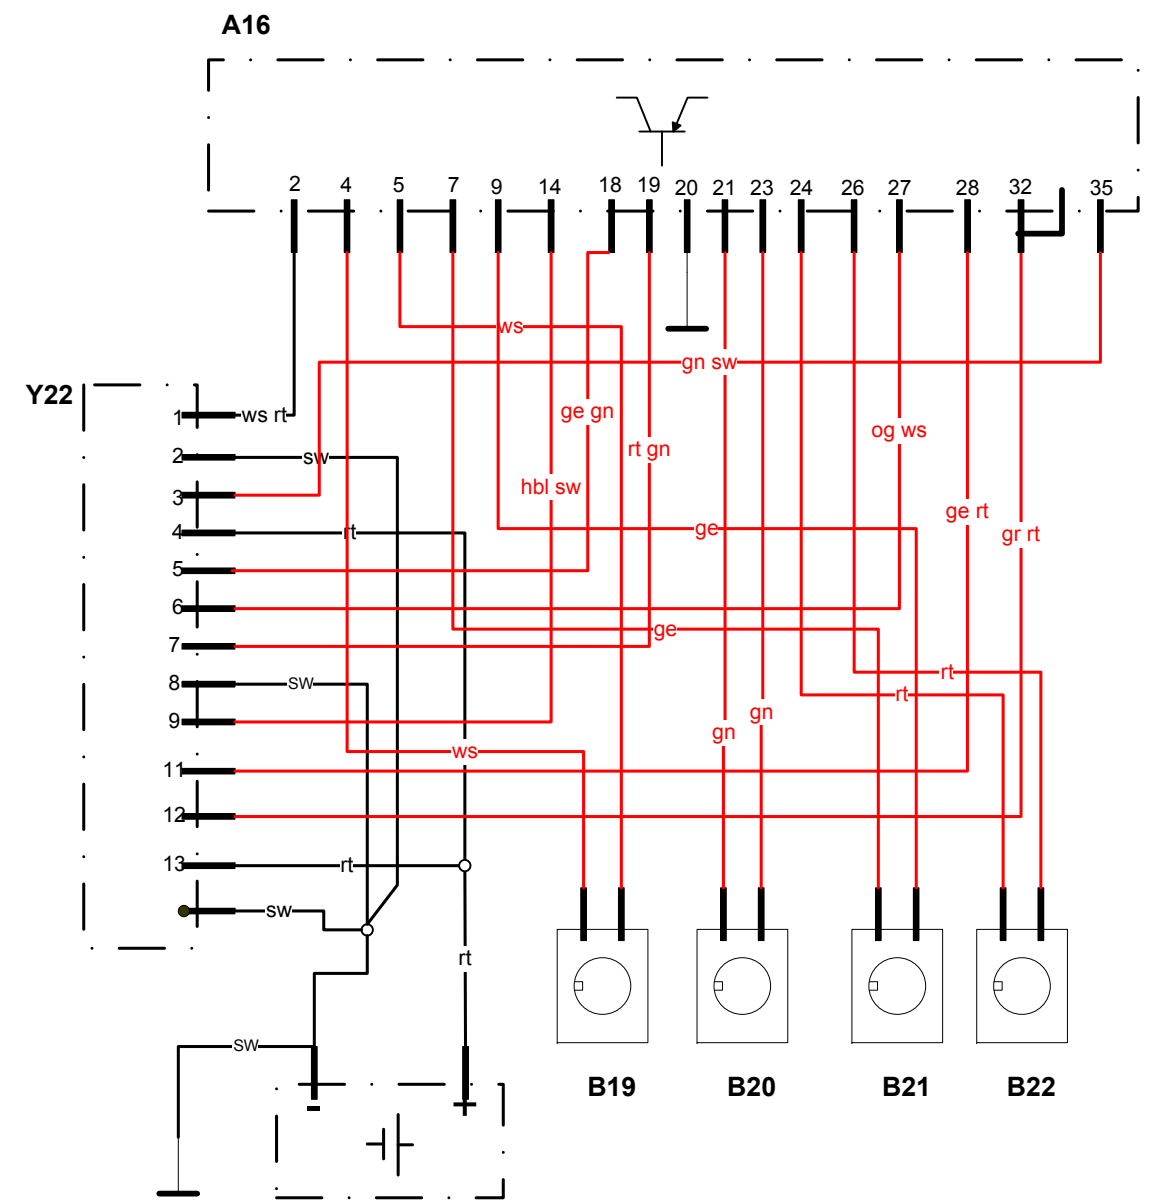 A16
2 4 5 7 9 14 18 19 20 21 23 24 26 27 28 32 35
ws
gn sw
Y22
ge gn
1 ws rt
og ws
rt gn
2 sw
hbl sw
3
ge rt
4 rt
ge
gr rt
5
6
7
ge
8 sw
rt
9
rt
gn
gn
ws
11
12
13 rt
sw
rt
sw
B19 B20 B21 B22
- +